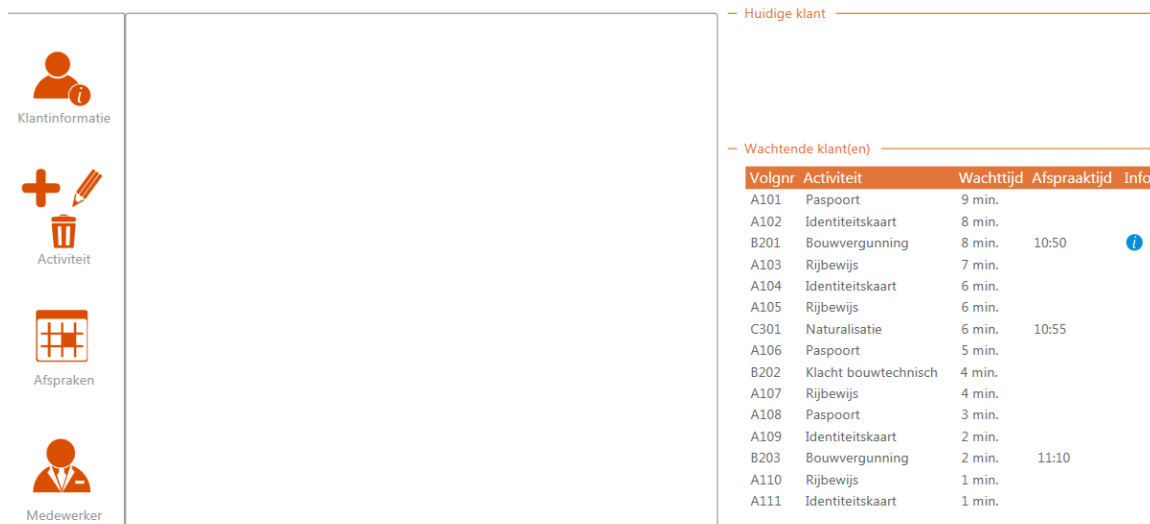 Klantinformatie
Activiteit
Afspraken
Medewerker
Huidige klant
Wachtende klant(en)
Volgnr Activiteit Wachttijd Afspraaktijd Info
A101 Paspoort 9 min.
A102 Identiteitskaart 8 min.
B201 Bouwvergunning 8 min. 10:50 i
A103 Rijbewijs 7 min.
A104 Identiteitskaart 6 min.
A105 Rijbewijs 6 min.
C301 Naturalisatie 6 min. 10:55
A106 Paspoort 5 min.
B202 Klacht bouwtechnisch 4 min.
A107 Rijbewijs 4 min.
A108 Paspoort 3 min.
A109 Identiteitskaart 2 min.
B203 Bouwvergunning 2 min. 11:10
A110 Rijbewijs 1 min.
A111 Identiteitskaart 1 min.